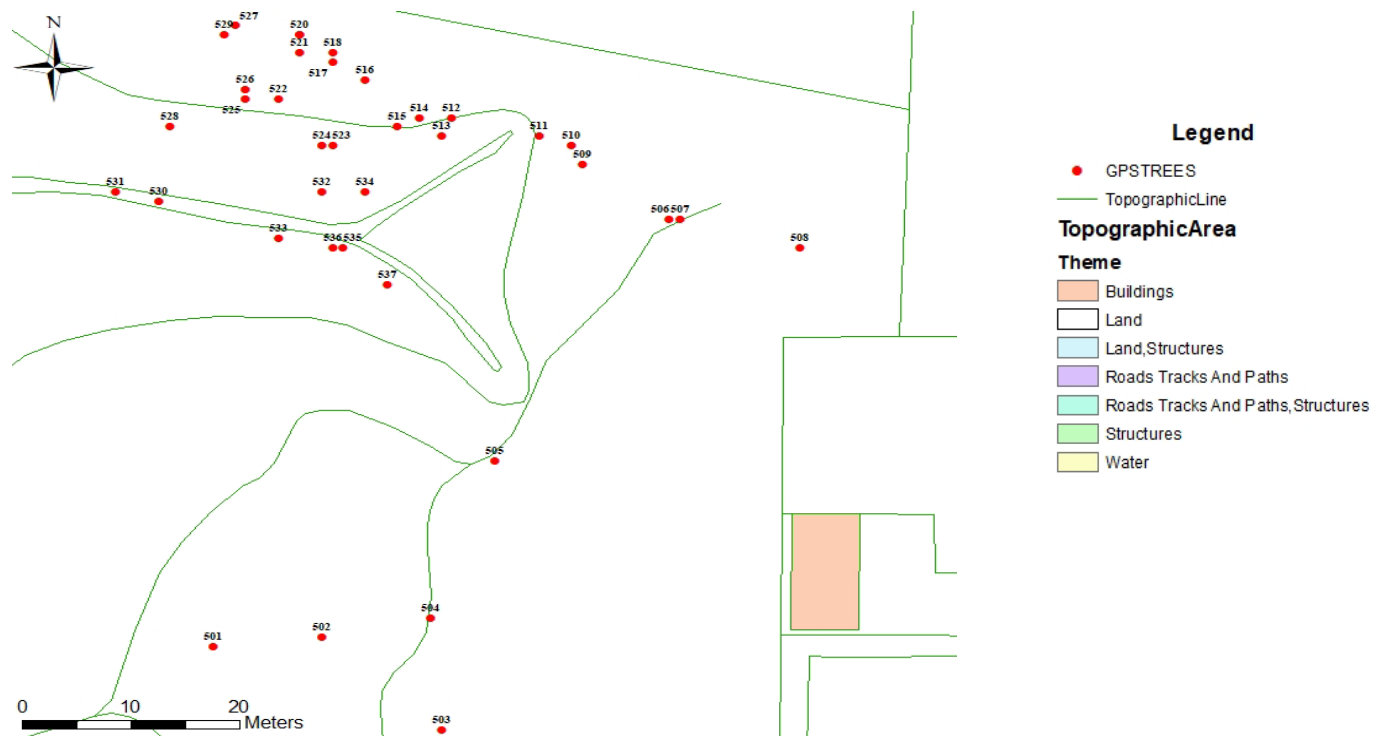 N
527
529
520
521
518
517
516
526
522
525
528
514
512
515
513
511
510
524 523
509
531
530
532
534
506 507
533
536 535
508
537
505
504
502
501
503
0 10 20
Meters
Legend
GPSTREES
TopographicLine
TopographicArea
Theme
Buildings
Land
Land,Structures
Roads Tracks And Paths
Roads Tracks And Paths,Structures
Structures
Water